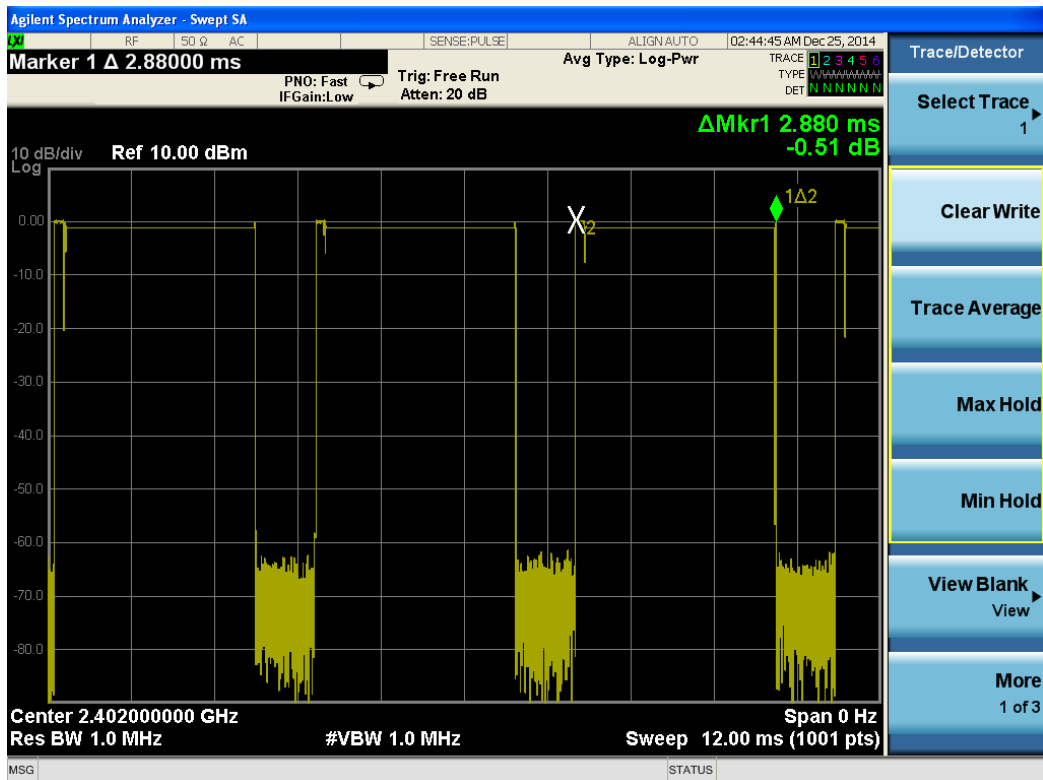 Agilent Spectrum Analyzer - Swept SA
LXI RF 50 Ω AC SENSE:PULSE ALIGN AUTO 02:44:45 AM Dec 25, 2014
Marker 1 Δ 2.88000 ms
PNO: Fast
IFGain:Low
Trig: Free Run
Atten: 20 dB
Avg Type: Log-Pwr
TRACE 1 2 3 4 5 6
TYPE
DET N N N N N N
ΔMkr1 2.880 ms
-0.51 dB
10 dB/div Ref 10.00 dBm
Log
1Δ2
0.00
X2
-10.0
-20.0
-30.0
-40.0
-50.0
-60.0
-70.0
-80.0
Center 2.402000000 GHz Span 0 Hz
Res BW 1.0 MHz #VBW 1.0 MHz Sweep 12.00 ms (1001 pts)
MSG STATUS
Trace/Detector
Select Trace
1
Clear Write
Trace Average
Max Hold
Min Hold
View Blank
View
More
1 of 3